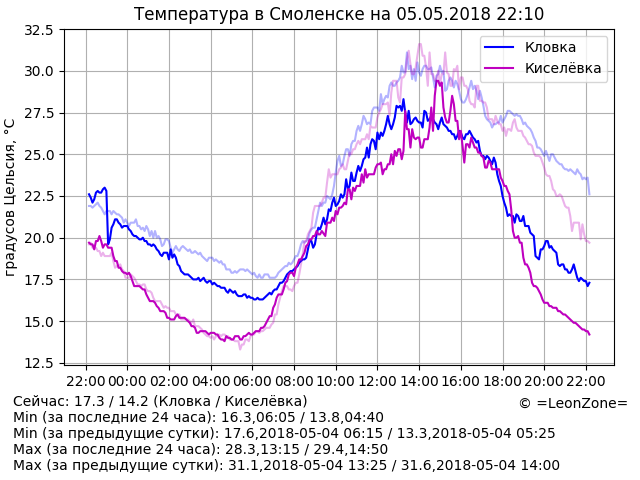 Температура в Смоленске на 05.05.2018 22:10
32.5
30.0
27.5
25.0
22.5
20.0
17.5
15.0
12.5
градусов Цельсия, °C
Кловка
Киселёвка
22:00 00:00 02:00 04:00 06:00 08:00 10:00 12:00 14:00 16:00 18:00 20:00 22:00
Сейчас: 17.3 / 14.2 (Кловка / Киселёвка)
© =LeonZone=
Min (за последние 24 часа): 16.3,06:05 / 13.8,04:40
Min (за предыдущие сутки): 17.6,2018-05-04 06:15 / 13.3,2018-05-04 05:25
Max (за последние 24 часа): 28.3,13:15 / 29.4,14:50
Max (за предыдущие сутки): 31.1,2018-05-04 13:25 / 31.6,2018-05-04 14:00